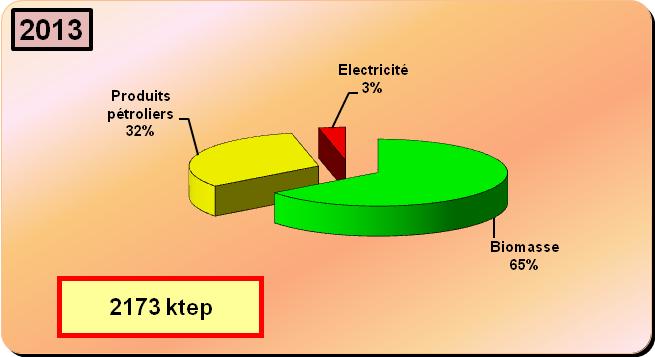 2013
Electricité
3%
Produits
pétroliers
32%
Biomasse
65%
2173 ktep